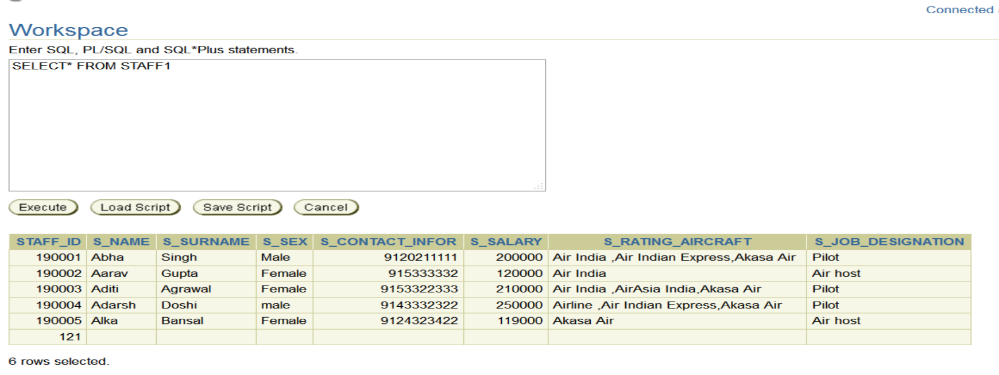 Connected
Workspace
Enter SQL, PL/SQL and SQL*Plus statements.
SELECT* FROM STAFF1
Execute Load Script Save Script Cancel
STAFF_ID S_NAME S_SURNAME S_SEX S_CONTACT_INFOR S_SALARY S_RATING_AIRCRAFT S_JOB_DESIGNATION
190001 Abha Singh Male 9120211111 200000 Air India ,Air Indian Express,Akasa Air Pilot
190002 Aarav Gupta Female 915333332 120000 Air India Air host
190003 Aditi Agrawal Female 9153322333 210000 Air India ,AirAsia India,Akasa Air Pilot
190004 Adarsh Doshi male 9143332322 250000 Airline ,Air Indian Express,Akasa Air Pilot
190005 Alka Bansal Female 9124323422 119000 Akasa Air Air host
121
6 rows selected.